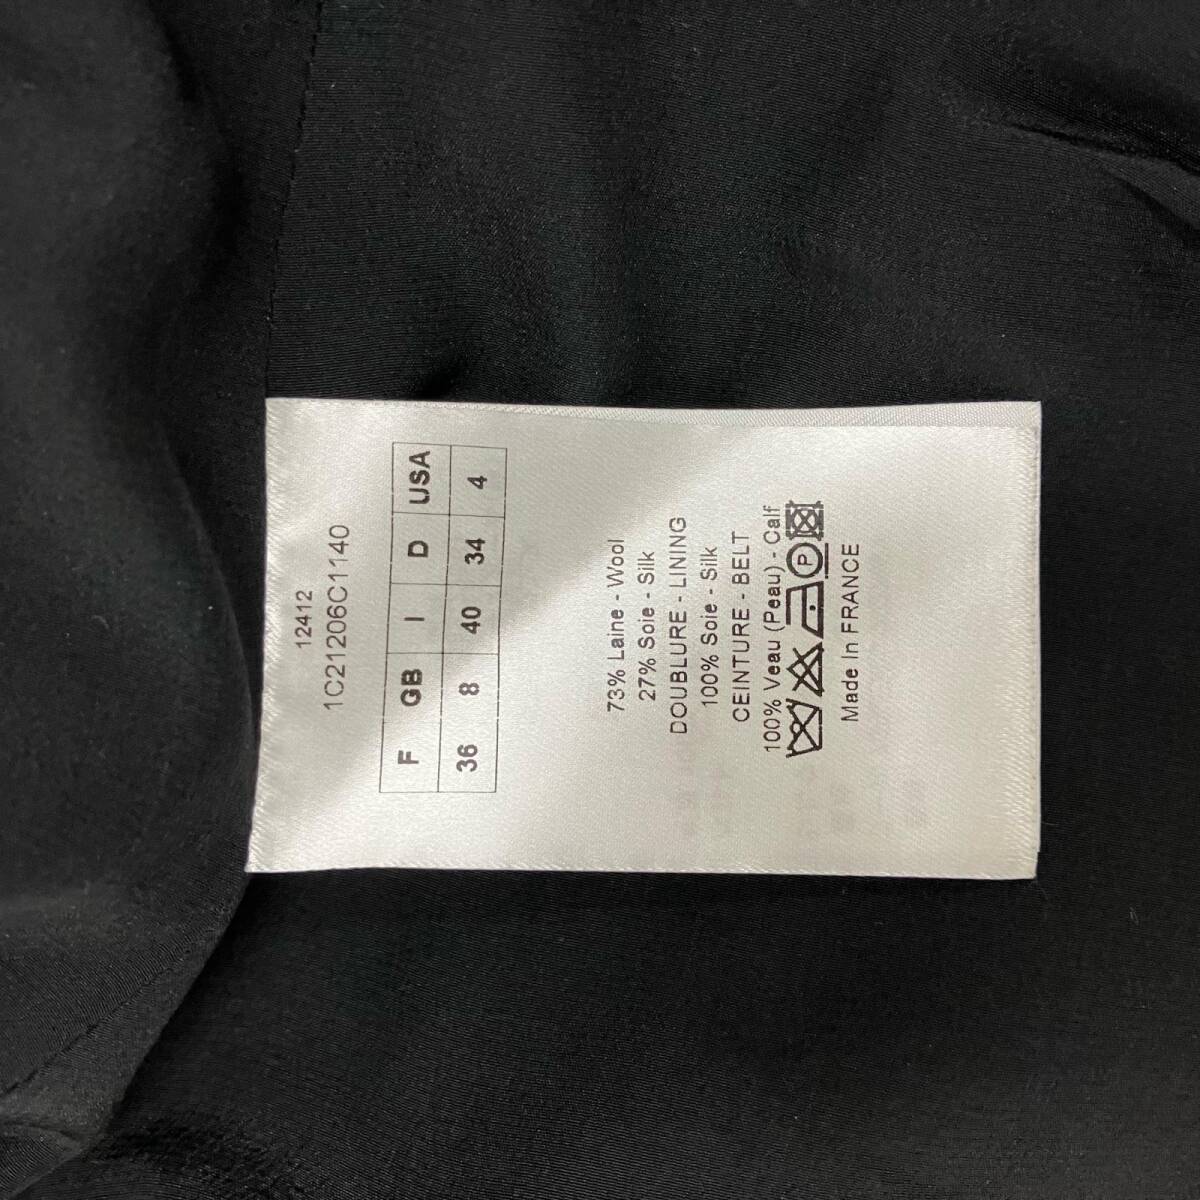 12412
1C21206C1140
F GB I D USA
36 8 40 34 4
73% Laine - Wool
27% Soie - Silk
DOUBLURE - LINING
100% Soie - Silk
CEINTURE - BELT
100% Veau (Peau) - Calf
P
Made In FRANCE